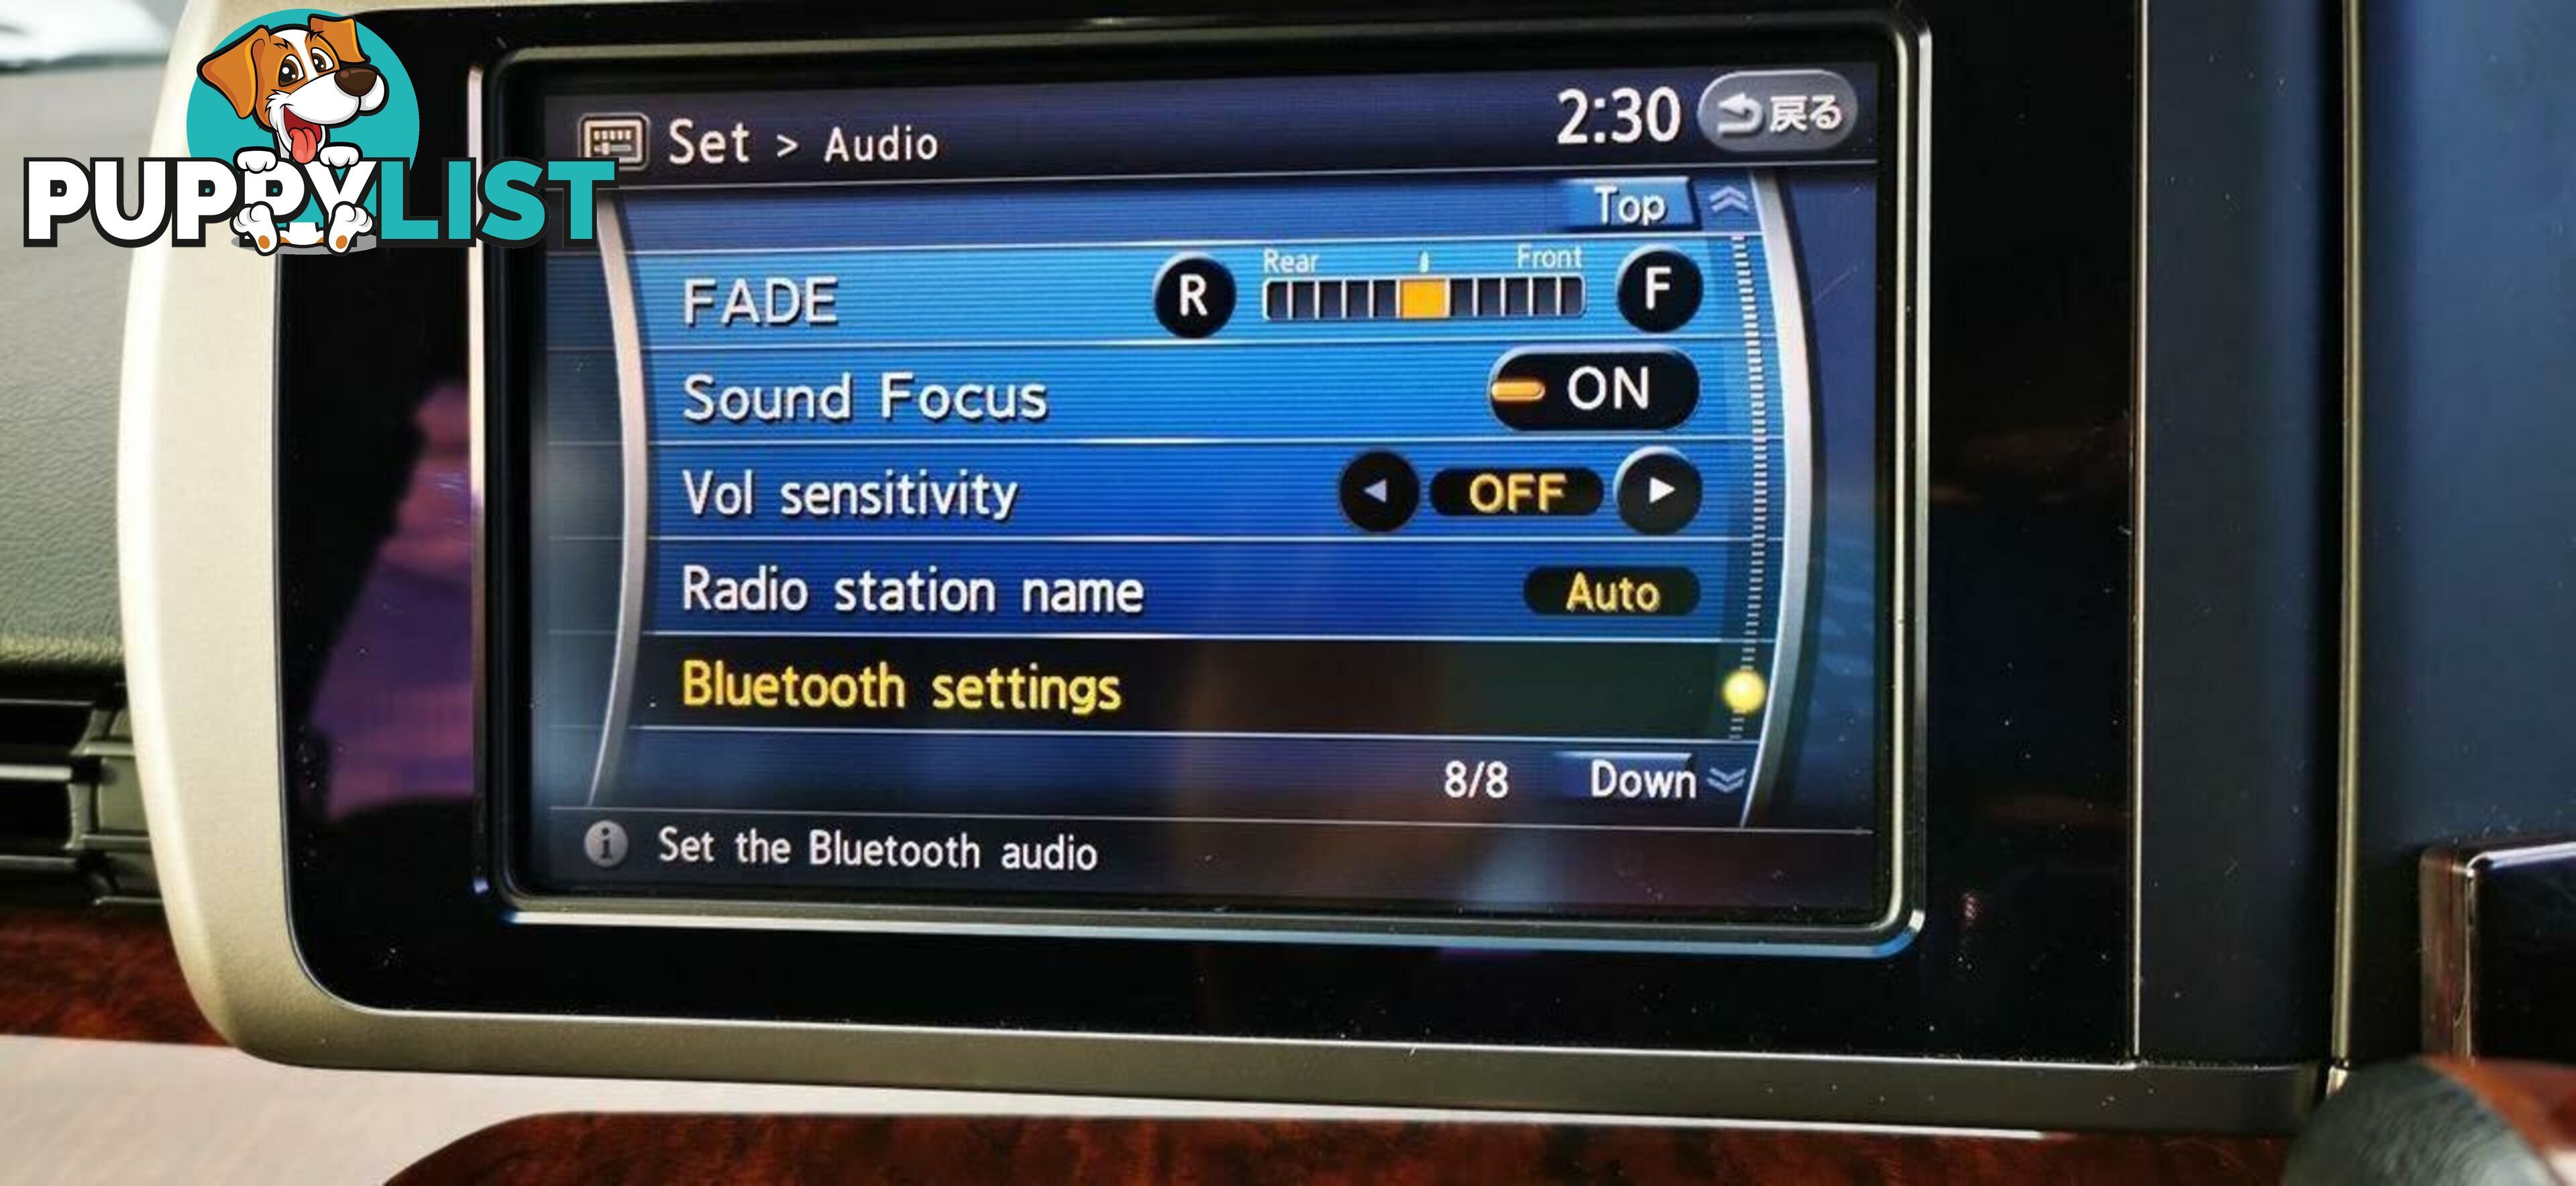 PUPPYLIST
Set > Audio
2:30
戻る
Top
FADE
R
Rear
Front
F
Sound Focus
ON
Vol sensitivity
OFF
Radio station name
Auto
Bluetooth settings
8/8
Down
i Set the Bluetooth audio